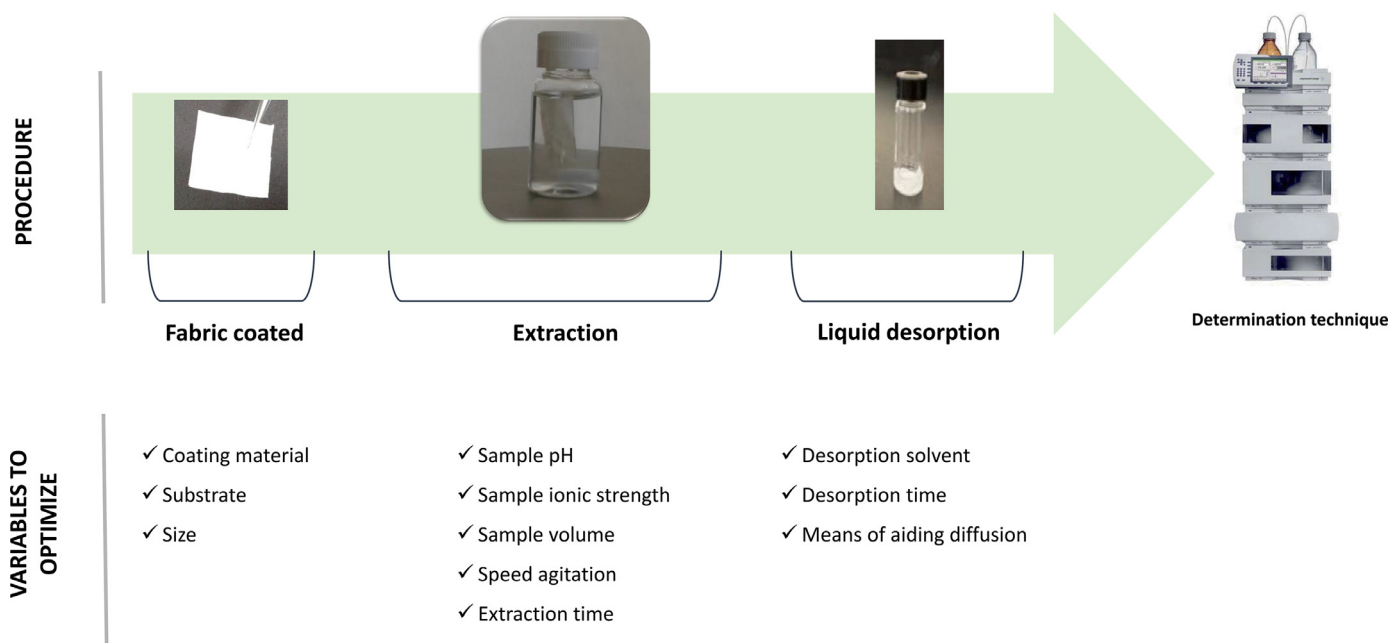 PROCEDURE
Fabric coated
Extraction
Liquid desorption
Determination technique
VARIABLES TO
OPTIMIZE
✓ Coating material
✓ Substrate
✓ Size
✓ Sample pH
✓ Sample ionic strength
✓ Sample volume
✓ Speed agitation
✓ Extraction time
✓ Desorption solvent
✓ Desorption time
✓ Means of aiding diffusion